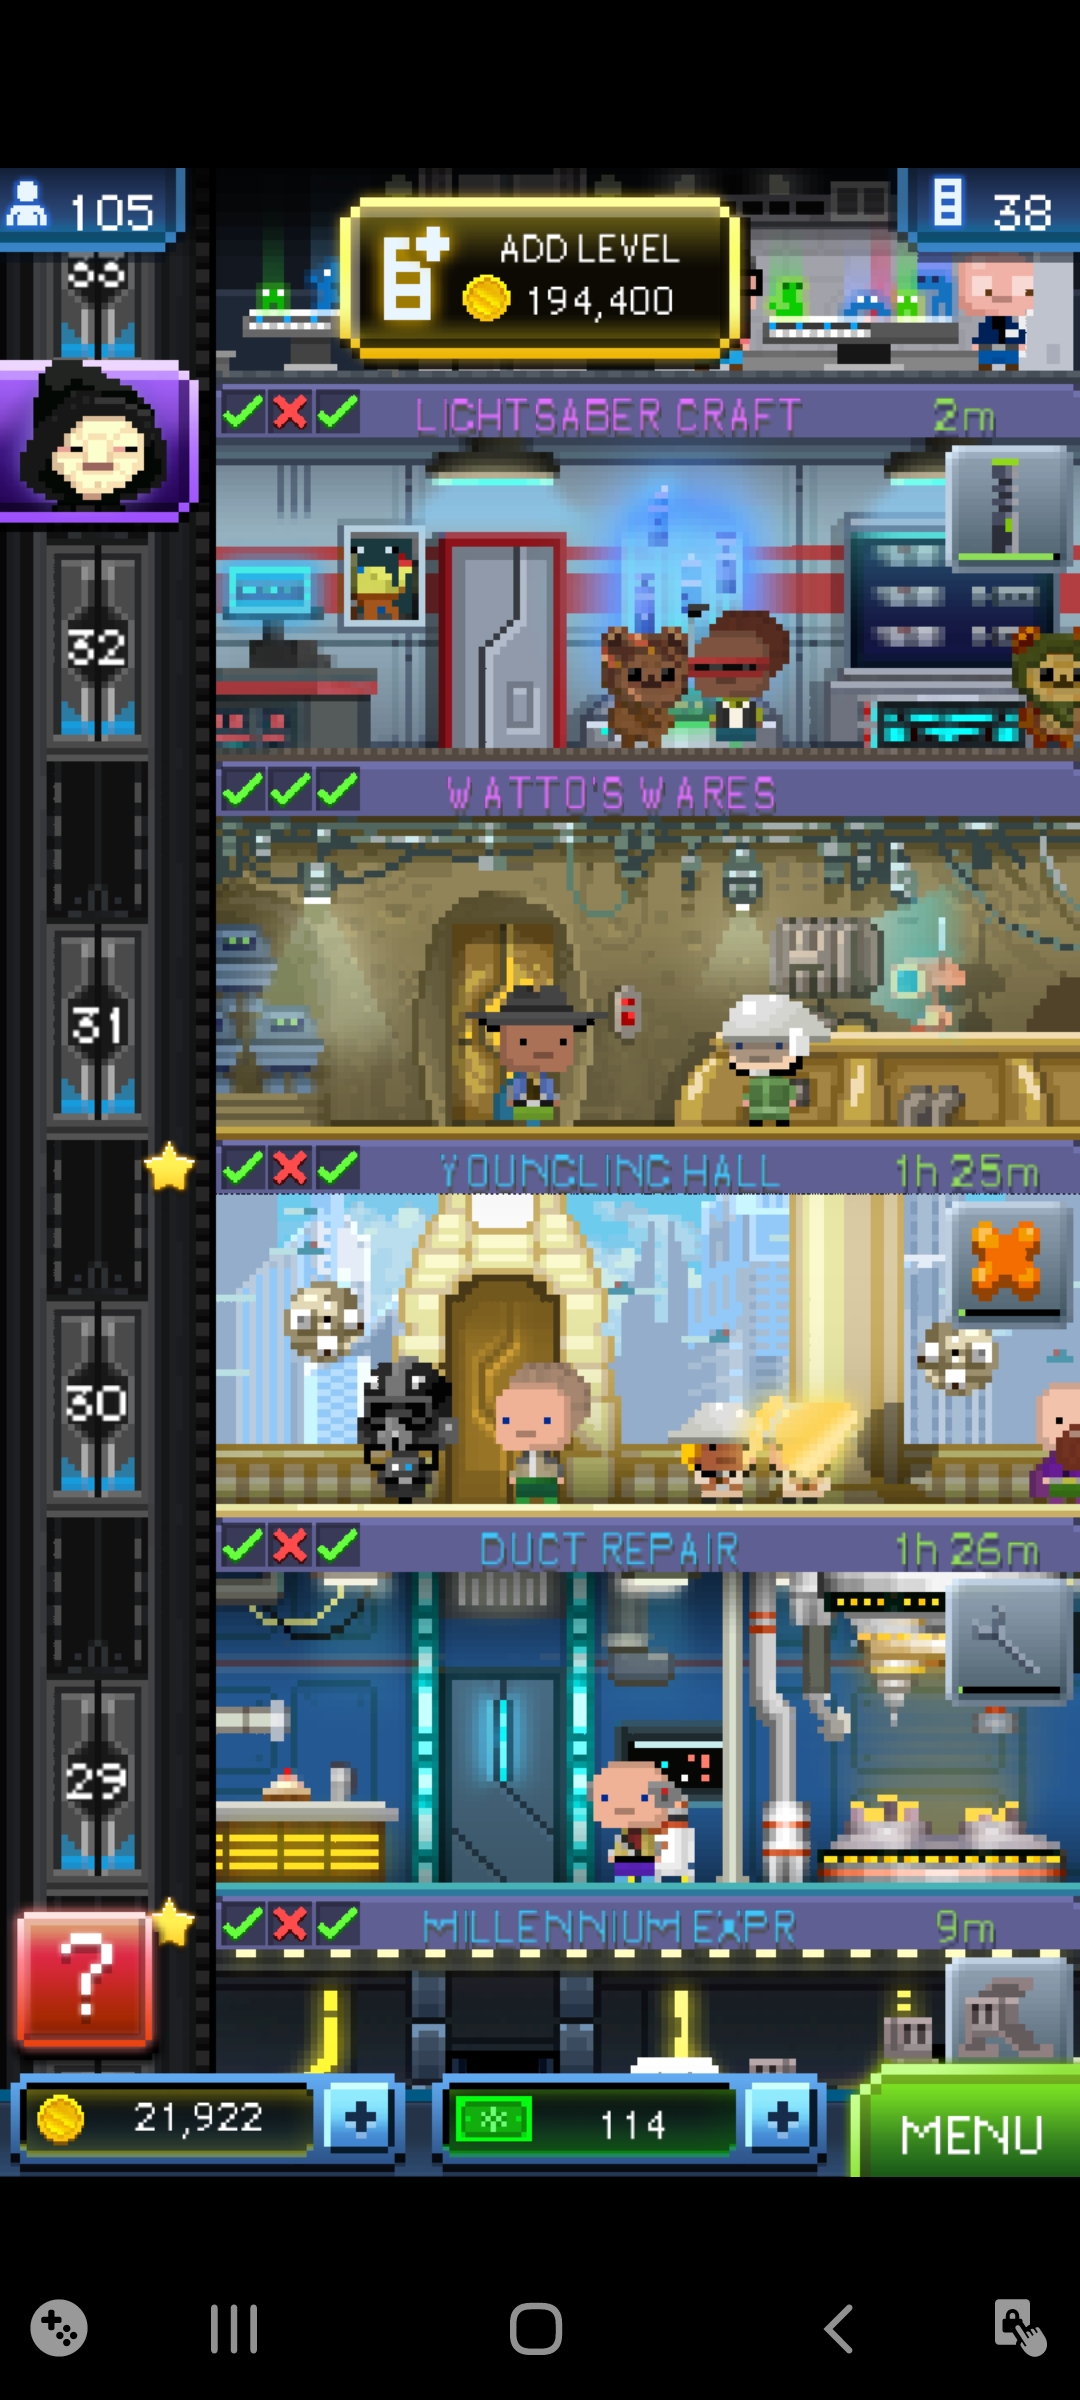 105
ADD LEVEL
194,400
38
33
LIGHTSABER CRAFT 2m
32
WATTO'S WARES
31
YOUNGLING HALL 1h 25m
30
DUCT REPAIR 1h 26m
29
MILLENNIUM EXPR 9m
?
21,922 + 114 + MENU